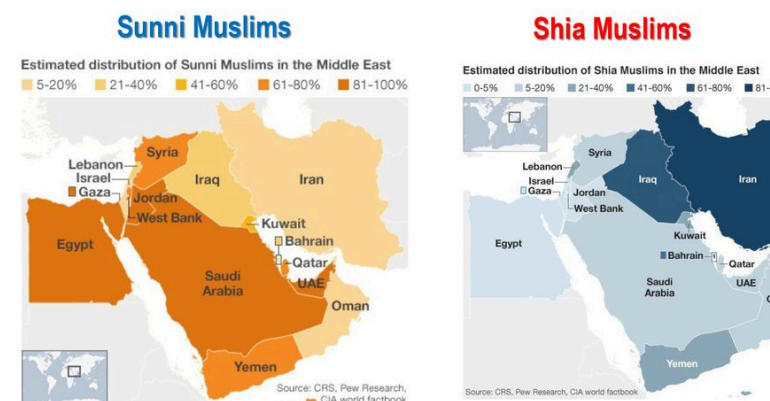 Sunni Muslims
Estimated distribution of Sunni Muslims in the Middle East
5-20% 21-40% 41-60% 61-80% 81-100%
Syria
Lebanon
Israel
Gaza
Iraq
Iran
Jordan
West Bank
Kuwait
Egypt
Bahrain
Qatar
Saudi
Arabia
UAE
Oman
Yemen
Source: CRS, Pew Research,
CIA world factbook
Shia Muslims
Estimated distribution of Shia Muslims in the Middle East
0-5% 5-20% 21-40% 41-60% 61-80% 81-
Syria
Lebanon
Israel
Gaza
Iraq
Iran
Jordan
West Bank
Kuwait
Egypt
Bahrain
Qatar
Saudi
Arabia
UAE
Yemen
Source: CRS, Pew Research, CIA world factbook